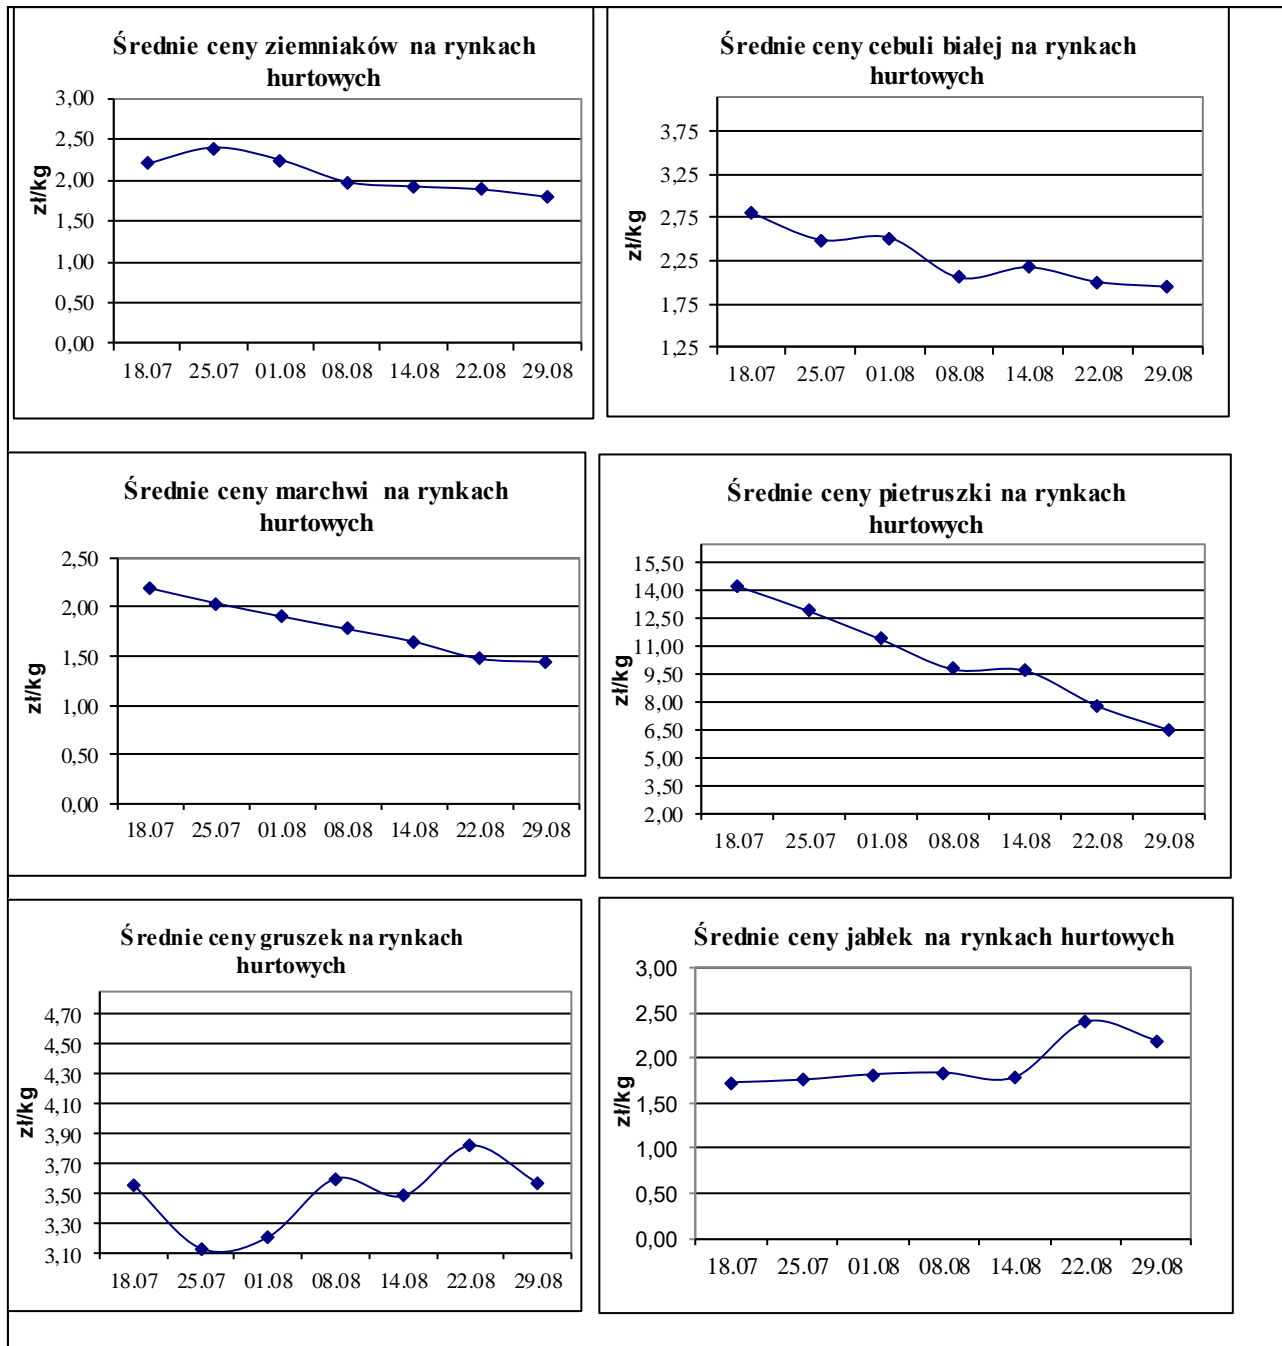 Średnie ceny ziemniaków na rynkach
hurtowych
zł/kg
3,00
2,50
2,00
1,50
1,00
0,50
0,00
18.07 25.07 01.08 08.08 14.08 22.08 29.08
Średnie ceny cebuli białej na rynkach
hurtowych
zł/kg
3,75
3,25
2,75
2,25
1,75
1,25
18.07 25.07 01.08 08.08 14.08 22.08 29.08
Średnie ceny marchwi na rynkach
hurtowych
zł/kg
2,50
2,00
1,50
1,00
0,50
0,00
18.07 25.07 01.08 08.08 14.08 22.08 29.08
Średnie ceny pietruszki na rynkach
hurtowych
zł/kg
15,50
14,00
12,50
11,00
9,50
8,00
6,50
5,00
3,50
2,00
18.07 25.07 01.08 08.08 14.08 22.08 29.08
Średnie ceny gruszek na rynkach
hurtowych
zł/kg
4,70
4,50
4,30
4,10
3,90
3,70
3,50
3,30
3,10
18.07 25.07 01.08 08.08 14.08 22.08 29.08
Średnie ceny jabłek na rynkach hurtowych
zł/kg
3,00
2,50
2,00
1,50
1,00
0,50
0,00
18.07 25.07 01.08 08.08 14.08 22.08 29.08